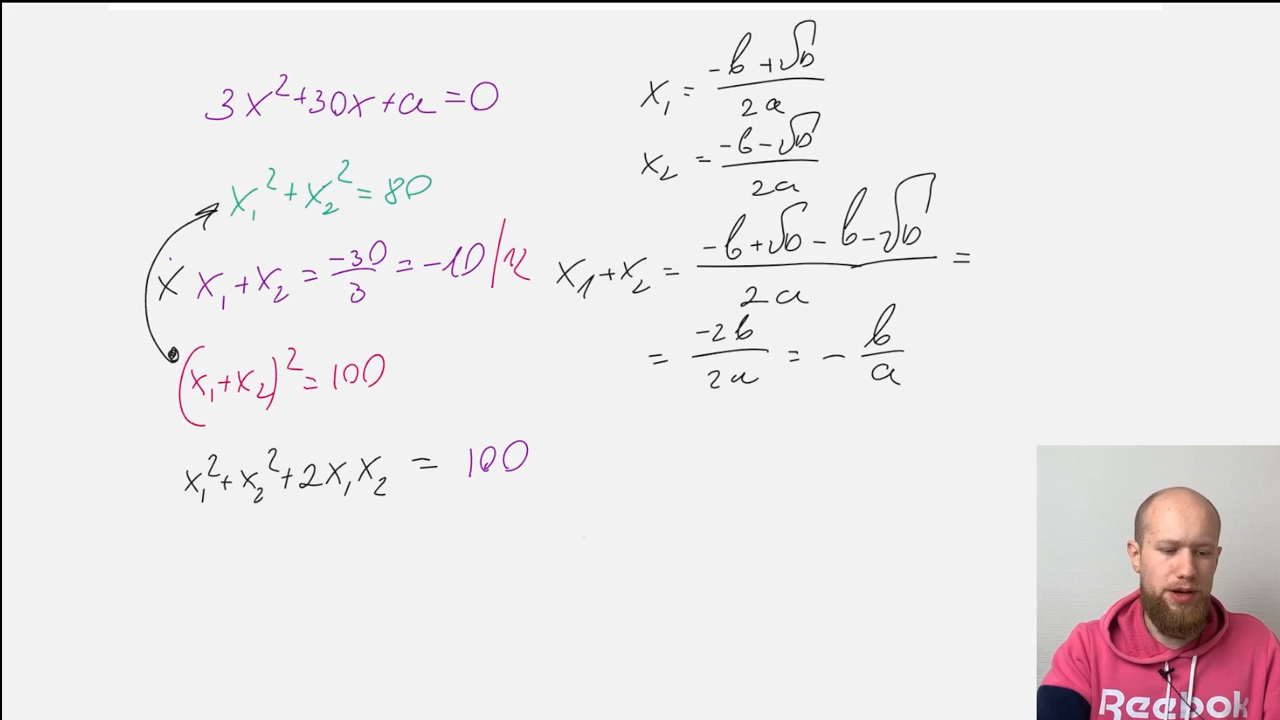 3x²+30x+a=0
x₁²+x₂²=80
x x₁+x₂ = -30/3 = -10 |^2
(x₁+x₂)²=100
x₁²+x₂²+2x₁x₂ = 100
x₁ = (-b+√D)/2a
x₂ = (-b-√D)/2a
x₁+x₂ = (-b+√D-b-√D)/2a =
= -2b/2a = -b/a
Reebok